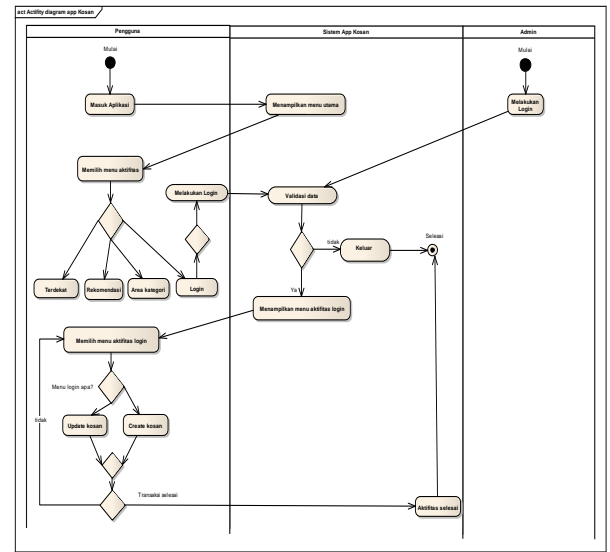 act Actifity diagram app Kosan
Pengguna
Sistem App Kosan
Admin
Mulai
Mulai
Masuk Aplikasi
Menampilkan menu utama
Melakukan
Login
Memilih menu aktifitas
Melakukan Login
Validasi data
tidak
Keluar
Selesai
Terdekat
Rekomendasi
Area kategori
Login
Ya
Menampilkan menu aktifitas login
Memilih menu aktifitas login
Menu login apa?
tidak
Update kosan
Create kosan
Transaksi selesai
Aktifitas selesai